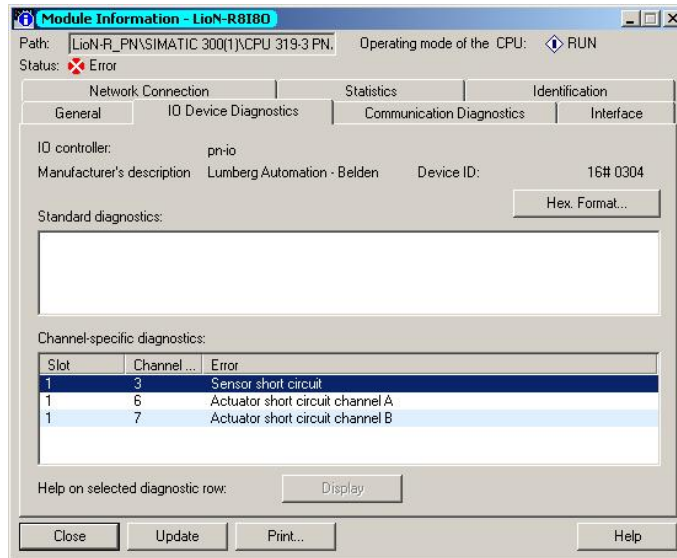 Module Information - LioN-R8I8O
Path: LioN-R_PN\SIMATIC 300(1)\CPU 319-3 PN. Operating mode of the CPU: RUN
Status: Error
Network Connection Statistics Identification
General IO Device Diagnostics Communication Diagnostics Interface
IO controller: pn-io
Manufacturer's description Lumberg Automation - Belden Device ID: 16# 0304
Hex. Format...
Standard diagnostics:
Channel-specific diagnostics:
Slot Channel ... Error
1 3 Sensor short circuit
1 6 Actuator short circuit channel A
1 7 Actuator short circuit channel B
Help on selected diagnostic row: Display
Close Update Print... Help